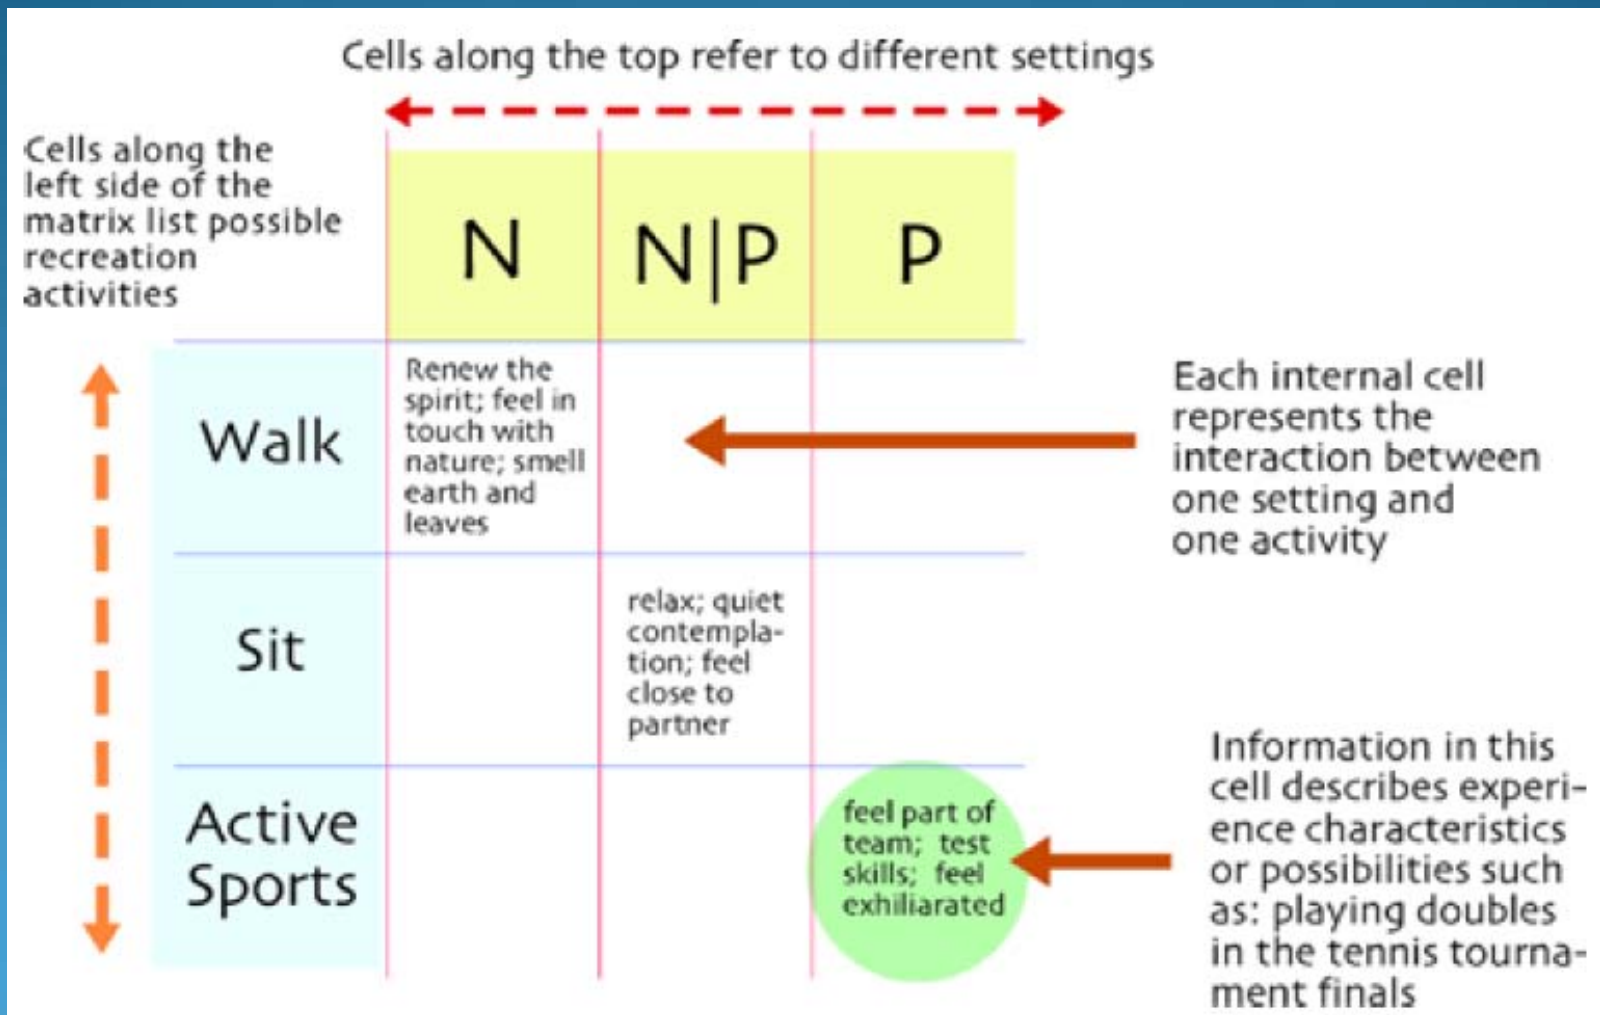 Cells along the top refer to different settings
Cells along the
left side of the
matrix list possible
recreation
activities
N
N|P
P
Walk
Renew the
spirit; feel in
touch with
nature; smell
earth and
leaves
Each internal cell
represents the
interaction between
one setting and
one activity
Sit
relax; quiet
contempla-
tion; feel
close to
partner
Active
Sports
feel part of
team; test
skills; feel
exhiliarated
Information in this
cell describes experi-
ence characteristics
or possibilities such
as: playing doubles
in the tennis tourna-
ment finals